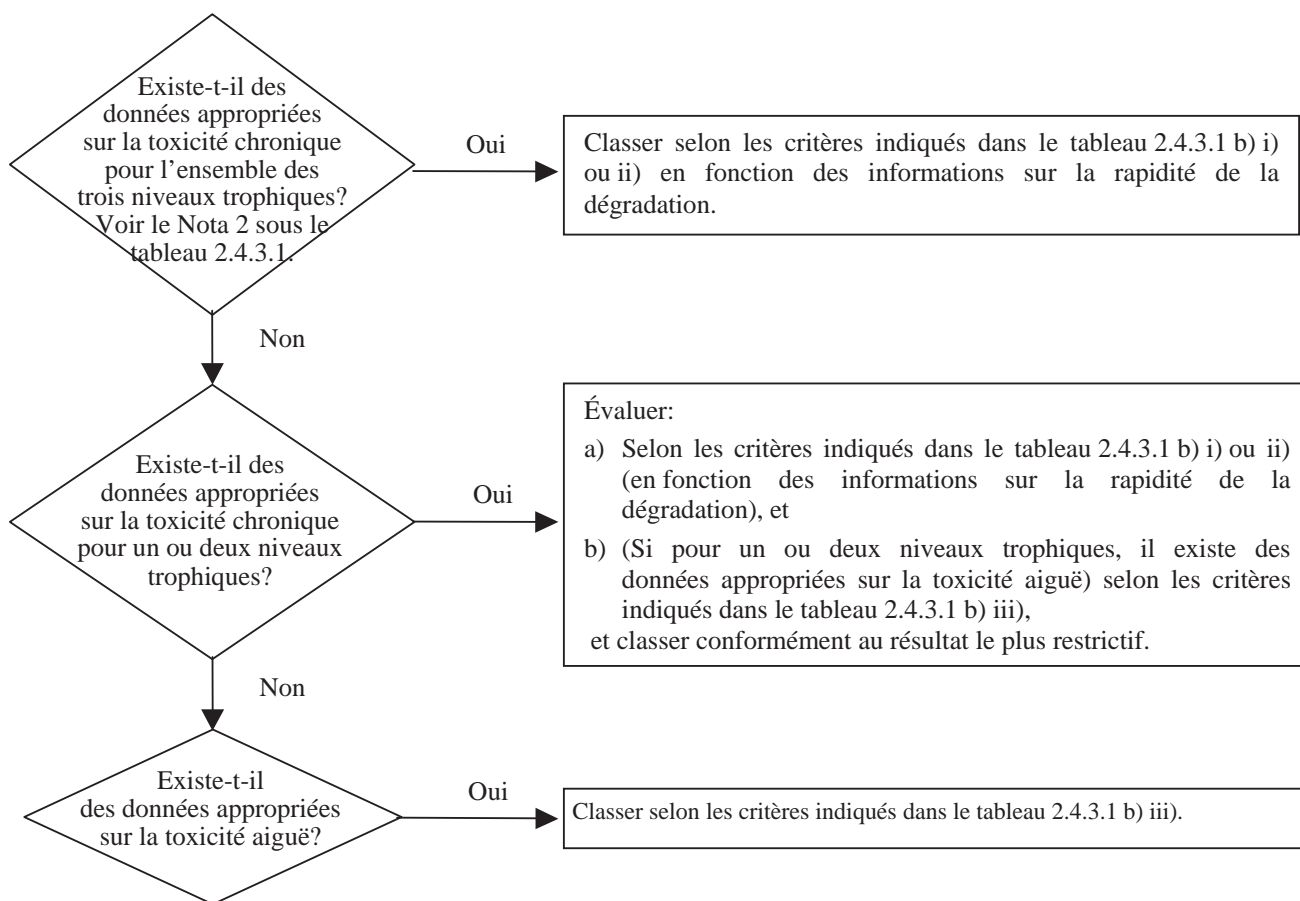 Existe-t-il des
données appropriées
sur la toxicité chronique
pour l'ensemble des
trois niveaux trophiques?
Voir le Nota 2 sous le
tableau 2.4.3.1.
Oui
Classer selon les critères indiqués dans le tableau 2.4.3.1 b) i)
ou ii) en fonction des informations sur la rapidité de la
dégradation.
Non
Existe-t-il des
données appropriées
sur la toxicité chronique
pour un ou deux niveaux
trophiques?
Oui
Évaluer:
a) Selon les critères indiqués dans le tableau 2.4.3.1 b) i) ou ii)
(en fonction des informations sur la rapidité de la
dégradation), et
b) (Si pour un ou deux niveaux trophiques, il existe des
données appropriées sur la toxicité aiguë) selon les critères
indiqués dans le tableau 2.4.3.1 b) iii),
et classer conformément au résultat le plus restrictif.
Non
Existe-t-il
des données appropriées
sur la toxicité aiguë?
Oui
Classer selon les critères indiqués dans le tableau 2.4.3.1 b) iii).